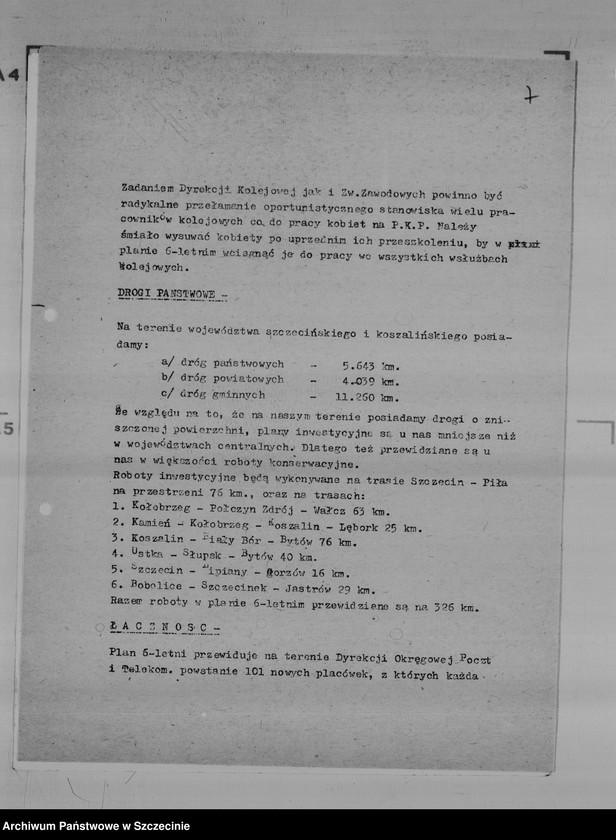 A4
7
Zadaniem Dyrekcji Kolejowej jak i Zw.Zawodowych powinno być
radykalne przełamanie oportunistycznego stanowiska wielu pra-
cowników kolejowych co do pracy kobiet na P.K.P. Należy
śmiało wysuwać kobiety po uprzednim ich przeszkoleniu, by w
planie 6-letnim wciągnąć je do pracy we wszystkich wsłużbach
kolejowych.
DROGI PAŃSTWOWE -
Na terenie województwa szczecińskiego i koszalińskiego posia-
damy:
a/ dróg państwowych - 5.643 km.
b/ dróg powiatowych - 4.039 km.
c/ dróg gminnych - 11.260 km.
Ze względu na to, że na naszym terenie posiadamy drogi o zni-
szczonej powierzchni, plany investycyjne są u nas mniejsze niż
w województwach centralnych. Dlatego też przewidziane są u
nas w większości roboty konserwacyjne.
Roboty investycyjne będą wykonywane na trasie Szczecin - Piła
na przestrzeni 76 km., oraz na trasach:
1. Kołobrzeg - Połczyn Zdrój - Wałcz 63 km.
2. Kamień - Kołobrzeg - Koszalin - Lębork 25 km.
3. Koszalin - Biały Bór - Bytów 76 km.
4. Ustka - Słupsk - Bytów 40 km.
5. Szczecin - Lipiany - Gorzów 16 km.
6. Bobolice - Szczecinek - Jastrów 29 km.
Razem roboty w planie 6-letnim przewidziane są na 326 km.
Ł A C Z N O S C -
Plan 6-letni przewiduje na terenie Dyrekcji Okręgowej Poczt
i Telekom. powstanie 101 nowych placówek, z których każda
5
Archiwum Państwowe w Szczecinie